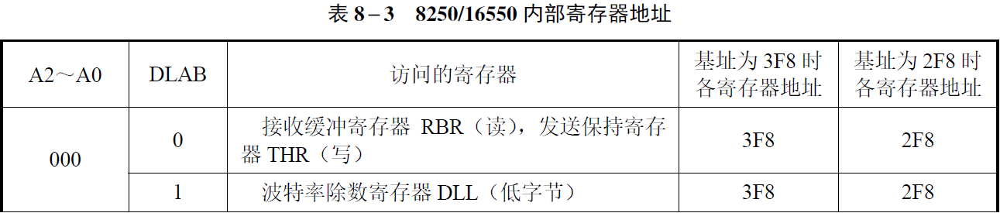 表 8–3 8250/16550 内部寄存器地址
A2～A0 DLAB 访问的寄存器 基址为 3F8 时各寄存器地址 基址为 2F8 时各寄存器地址
000
0 接收缓冲寄存器 RBR（读），发送保持寄存
器 THR（写） 3F8 2F8
1 波特率除数寄存器 DLL（低字节） 3F8 2F8